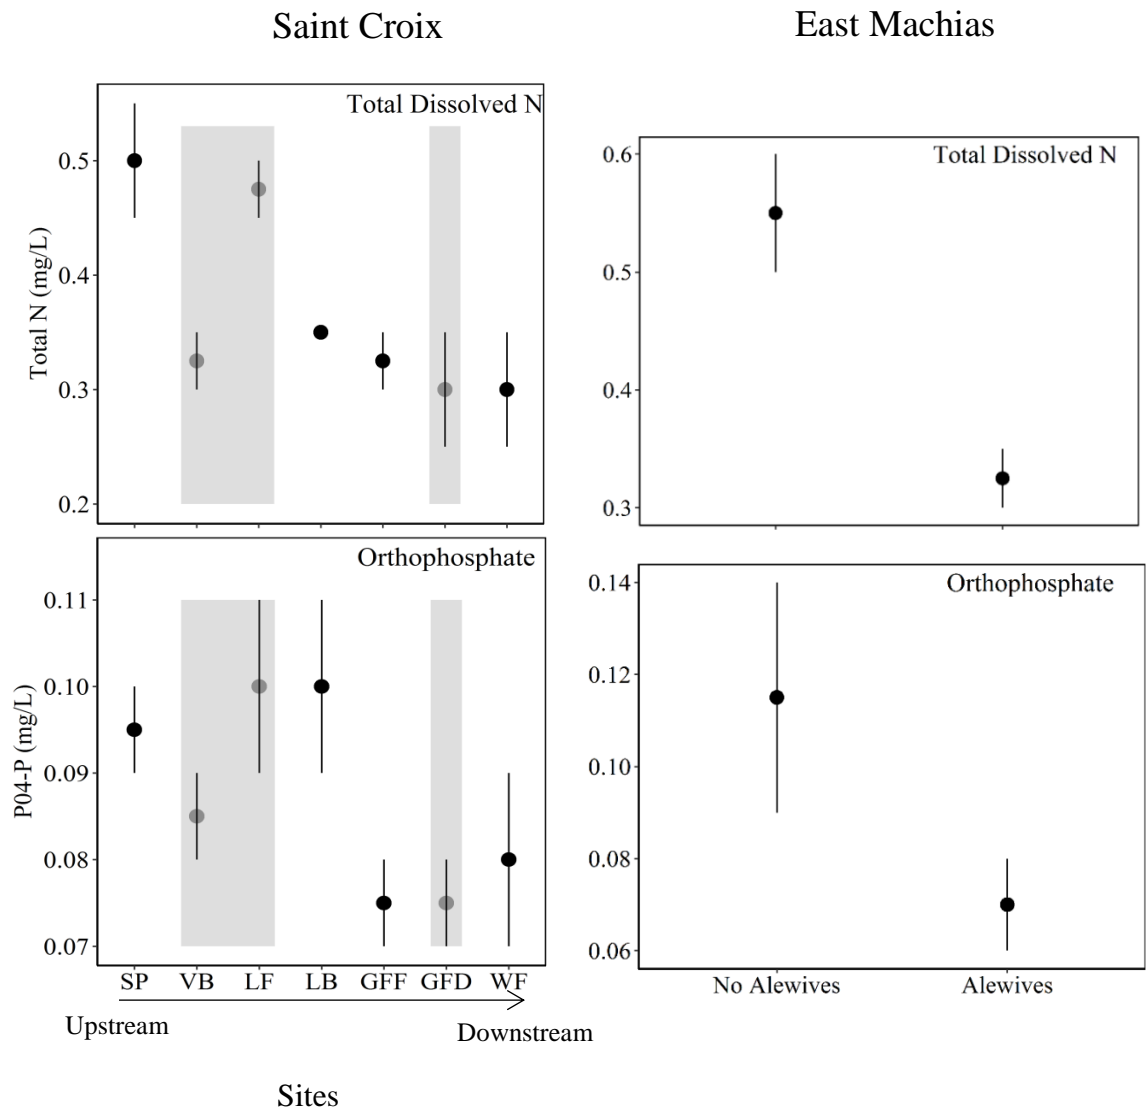 Saint Croix
East Machias
Total Dissolved N
0.5
0.4
0.3
0.2
Total N (mg/L)
Total Dissolved N
0.6
0.5
0.4
0.3
Orthophosphate
0.11
0.10
0.09
0.08
0.07
P04-P (mg/L)
SP VB LF LB GFF GFD WF
Upstream
Downstream
Sites
Orthophosphate
0.14
0.12
0.10
0.08
0.06
No Alewives Alewives